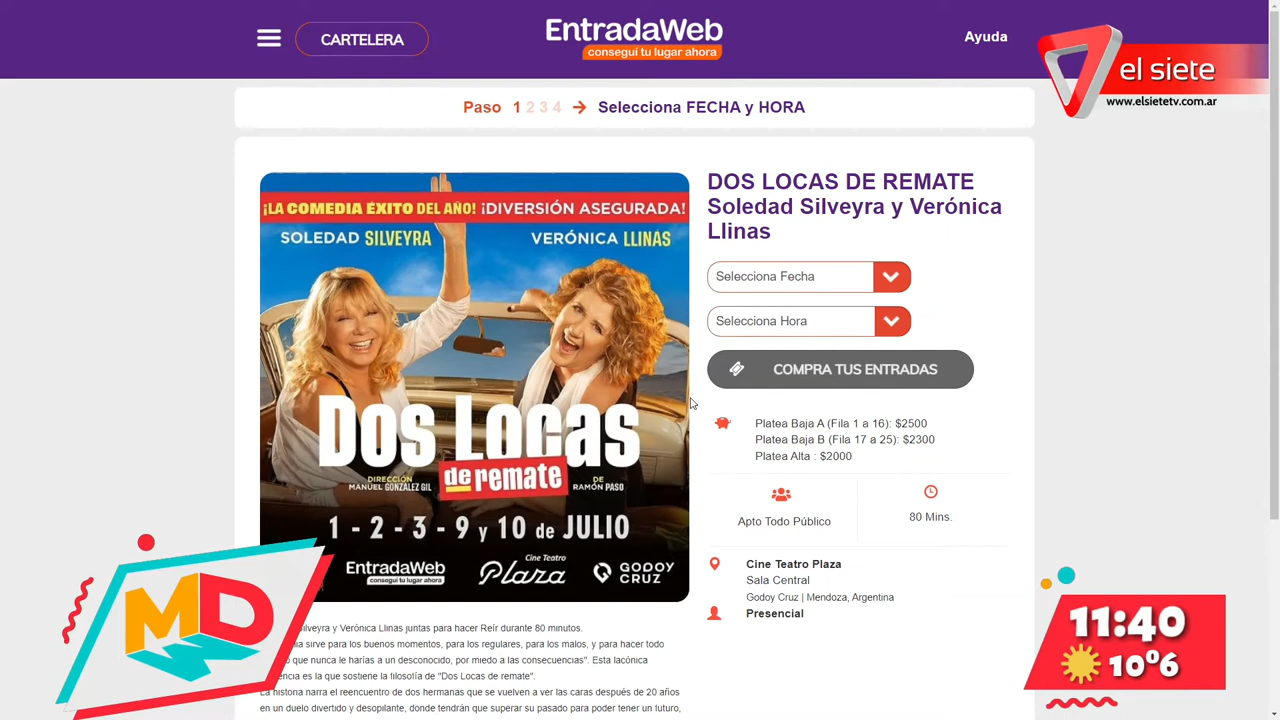 CARTELERA
EntradaWeb
conseguí tu lugar ahora
Ayuda
el siete
www.elsietetv.com.ar
Paso 1 2 3 4 → Selecciona FECHA y HORA
¡LA COMEDIA ÉXITO DEL AÑO! ¡DIVERSIÓN ASEGURADA!
SOLEDAD SILVEYRA
VERÓNICA LLINAS
Dos Locas
de remate
DIRECCIÓN
MANUEL GONZALEZ GIL
DE
RAMÓN PASO
1 - 2 - 3 - 9 y 10 de JULIO
EntradaWeb
conseguí tu lugar ahora
Cine Teatro
Plaza
GODOY
CRUZ
DOS LOCAS DE REMATE
Soledad Silveyra y Verónica
Llinas
Selecciona Fecha
Selecciona Hora
COMPRA TUS ENTRADAS
Platea Baja A (Fila 1 a 16): $2500
Platea Baja B (Fila 17 a 25): $2300
Platea Alta : $2000
Apto Todo Público
80 Mins.
Cine Teatro Plaza
Sala Central
Godoy Cruz | Mendoza, Argentina
Presencial
y Verónica Llinas juntas para hacer Reír durante 80 minutos.
sirve para los buenos momentos, para los regulares, para los malos, y para hacer todo
que nunca le harías a un desconocido, por miedo a las consecuencias". Esta lacónica
es la que sostiene la filosofía de "Dos Locas de remate".
La historia narra el reencuentro de dos hermanas que se vuelven a ver las caras después de 20 años
en un duelo divertido y desopilante, donde tendrán que superar su pasado para poder tener un futuro,
MD
11:40
10º6